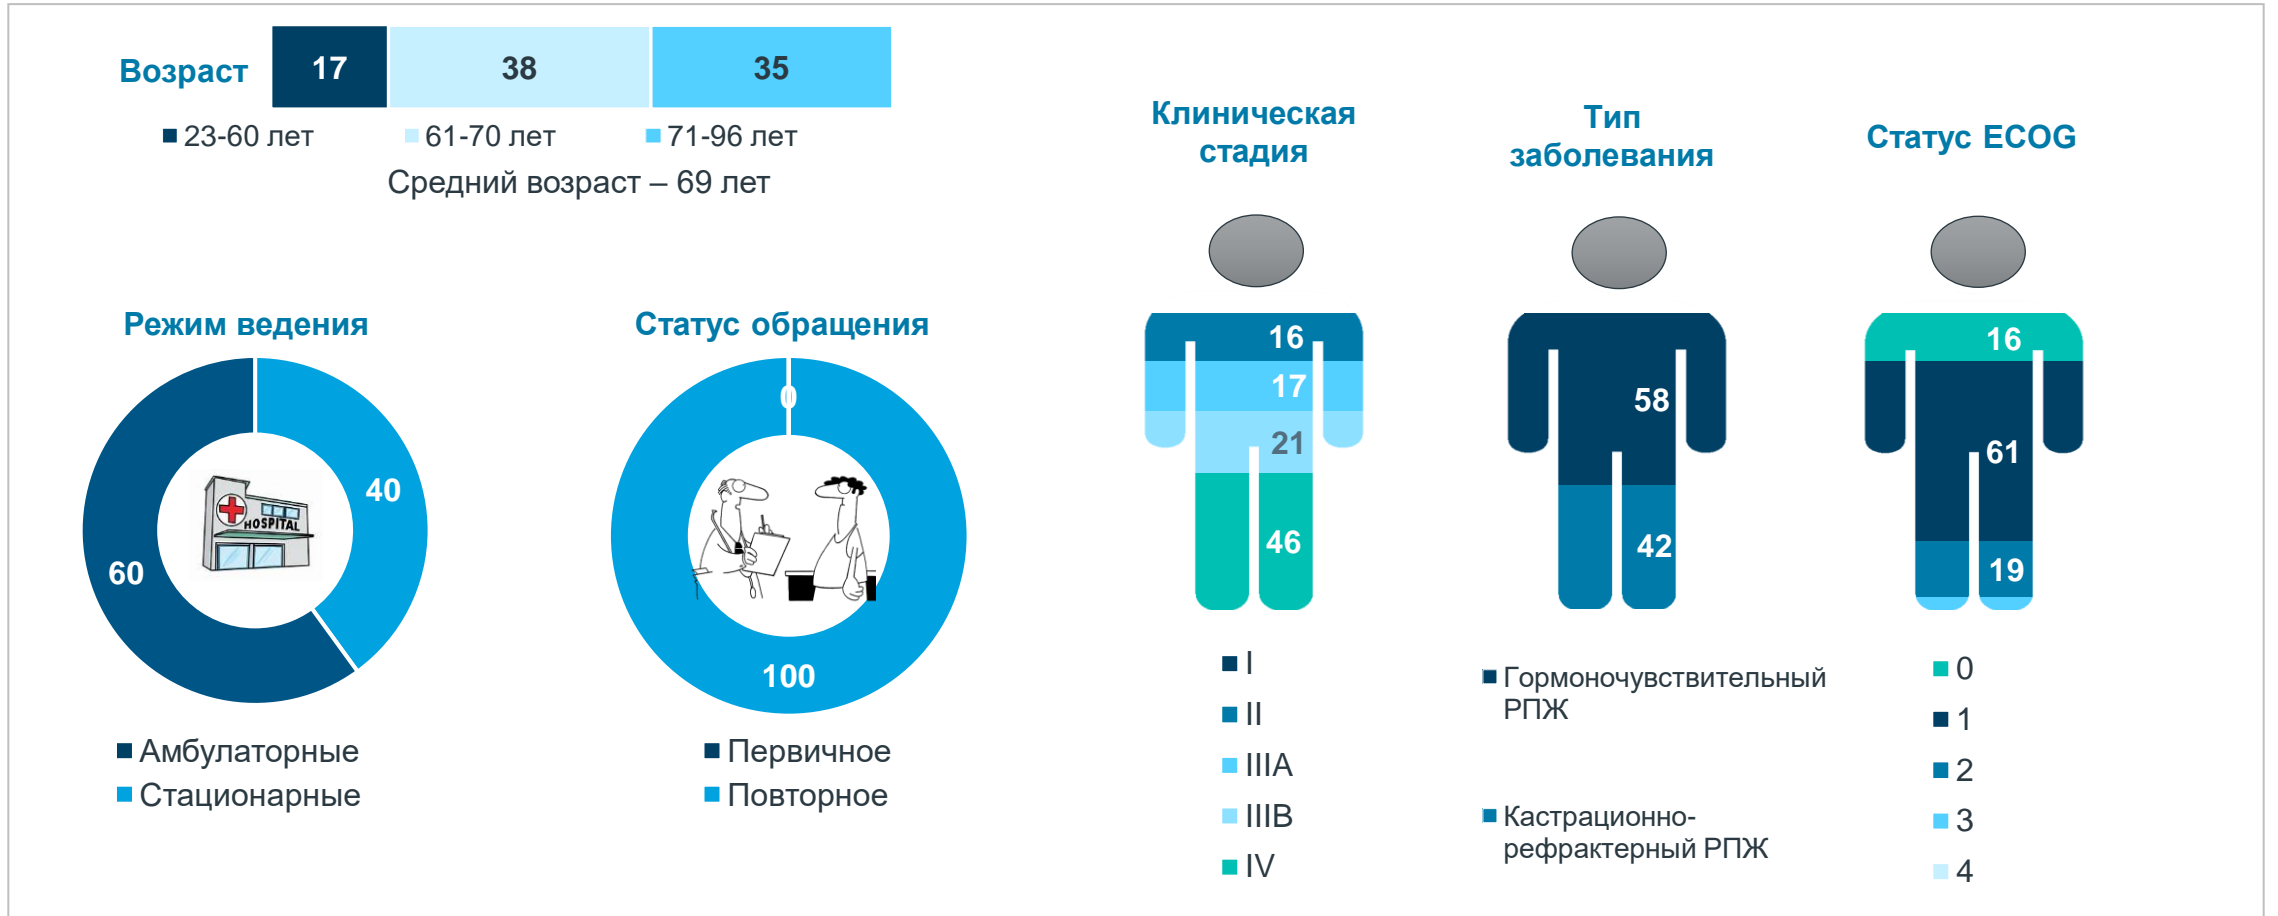 Возраст
17
38
35
23-60 лет
61-70 лет
71-96 лет
Средний возраст – 69 лет
Режим ведения
40
60
HOSPITAL
Амбулаторные
Стационарные
Статус обращения
0
100
Первичное
Повторное
Клиническая
стадия
16
17
21
46
I
II
IIIA
IIIB
IV
Тип
заболевания
58
42
Гормоночувствительный
РПЖ
Кастрационно-
рефрактерный РПЖ
Статус ECOG
16
61
19
0
1
2
3
4